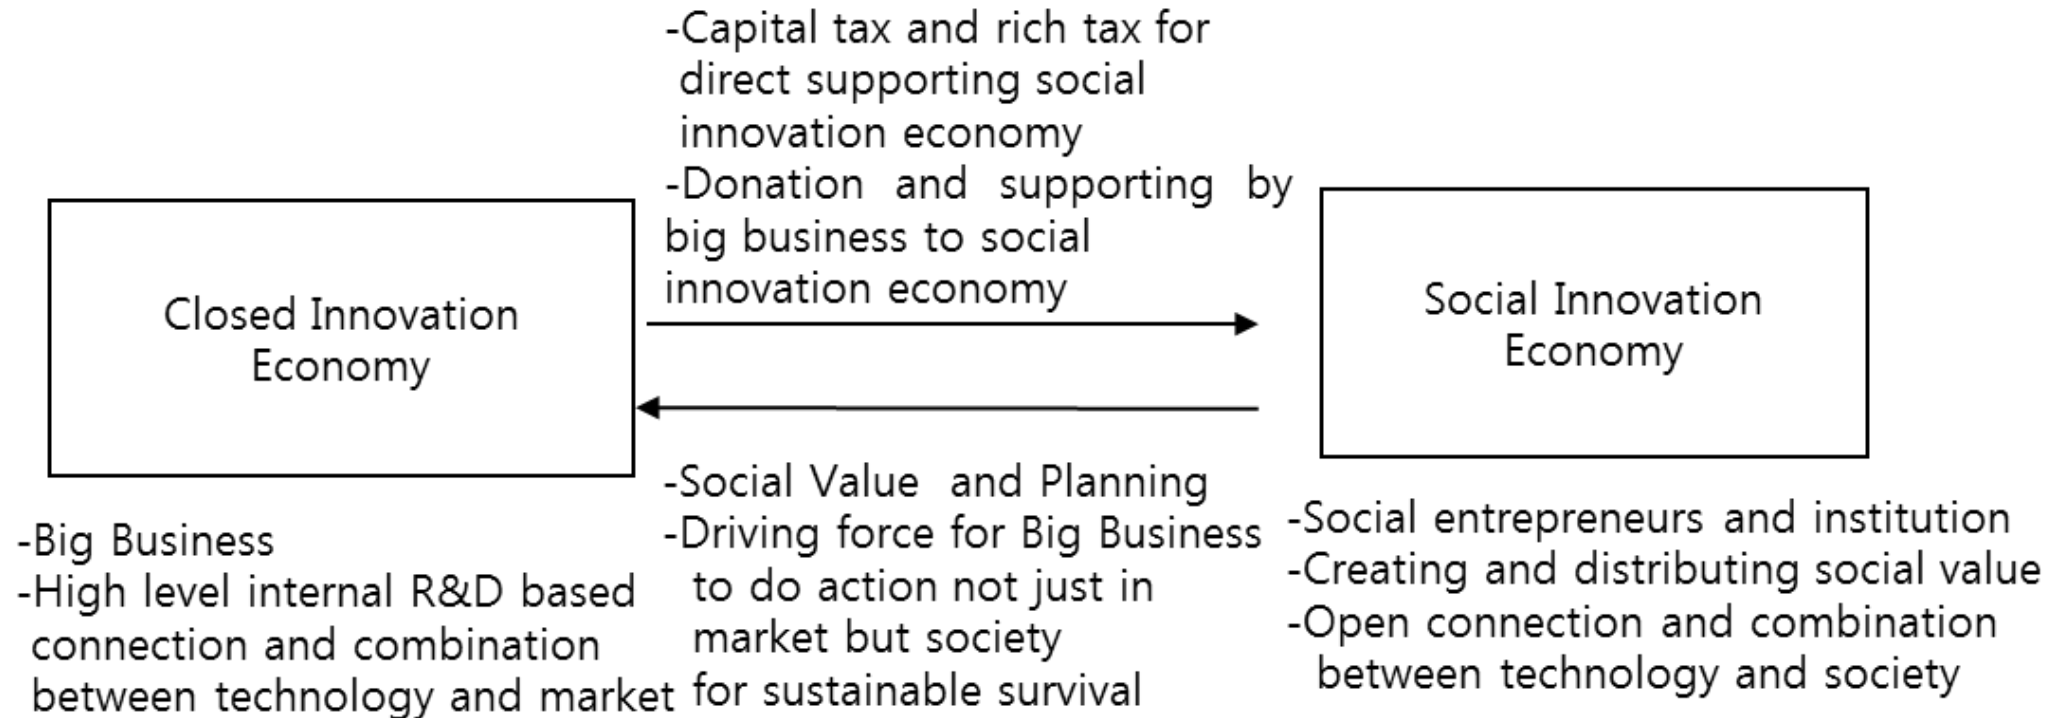 -Capital tax and rich tax for
direct supporting social
innovation economy
-Donation and supporting by
big business to social
innovation economy
Closed Innovation
Economy
Social Innovation
Economy
-Big Business
-High level internal R&D based
connection and combination
between technology and market
-Social Value and Planning
-Driving force for Big Business
to do action not just in
market but society
for sustainable survival
-Social entrepreneurs and institution
-Creating and distributing social value
-Open connection and combination
between technology and society